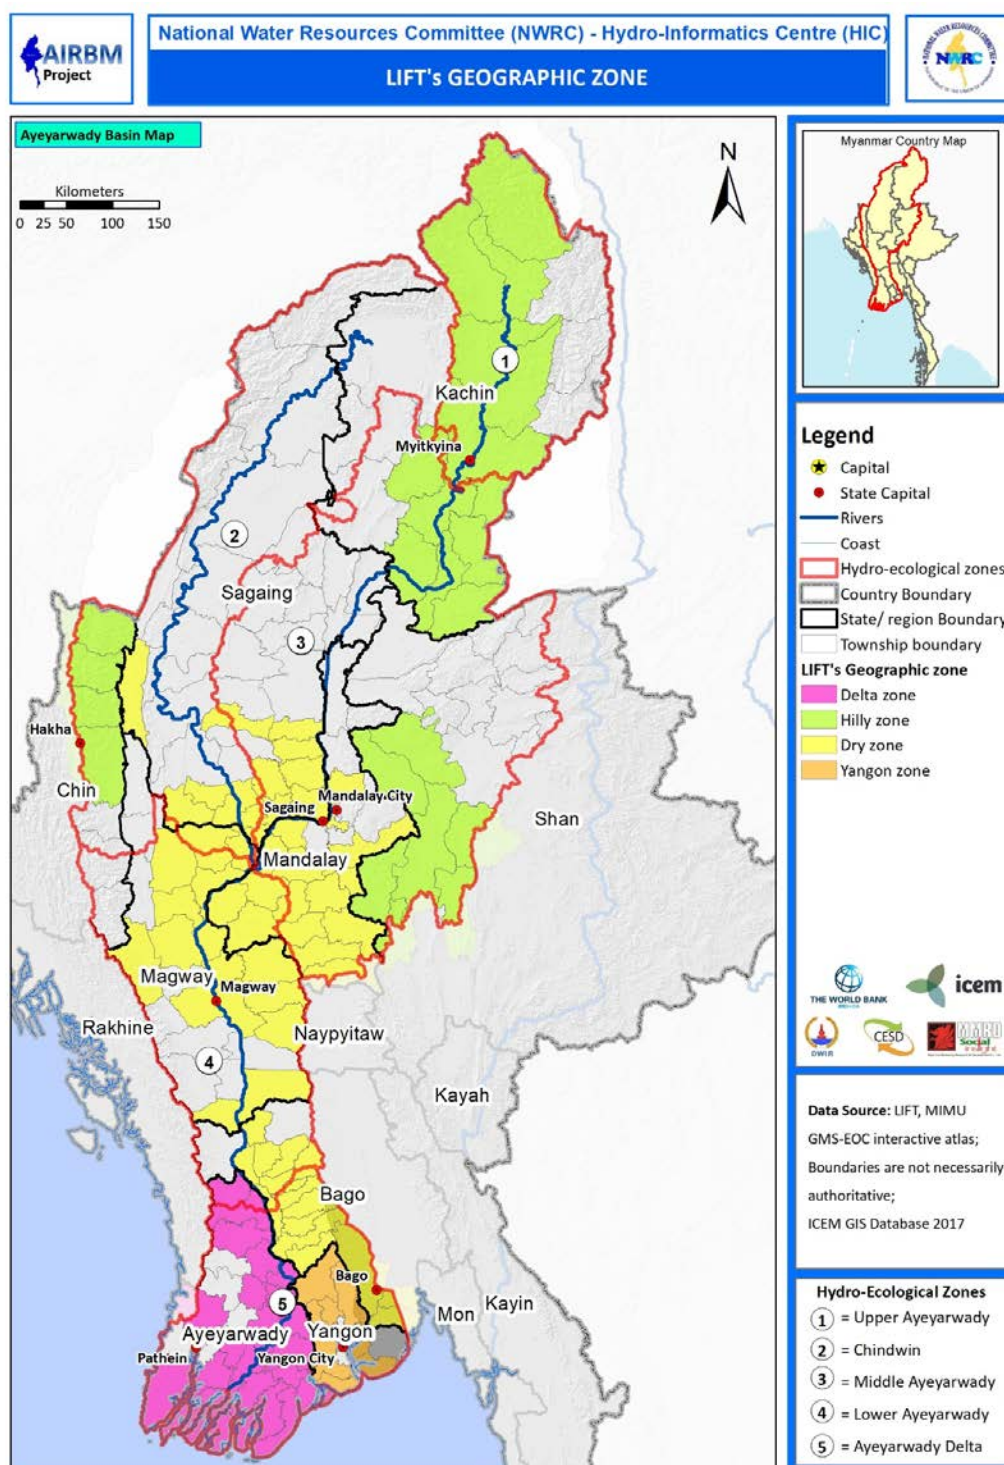 AIRBM
Project
National Water Resources Committee (NWRC) - Hydro-Informatics Centre (HIC)
LIFT's GEOGRAPHIC ZONE
NWRC
Ayeyarwady Basin Map
Kilometers
0 25 50 100 150
N
Myanmar Country Map
1
Kachin
Myitkyina
2
Sagaing
3
Hakha
Chin
Sagaing
Mandalay City
Mandalay
Shan
Magway
Magway
Rakhine
Naypyitaw
4
Kayah
Bago
Bago
5
Ayeyarwady
Yangon
Mon
Kayin
Pathein
Yangon City
Legend
Capital
State Capital
Rivers
Coast
Hydro-ecological zones
Country Boundary
State/ region Boundary
Township boundary
LIFT's Geographic zone
Delta zone
Hilly zone
Dry zone
Yangon zone
THE WORLD BANK
icem
DWIR
CESD
MMRD
Social
Data Source: LIFT, MIMU
GMS-EOC interactive atlas;
Boundaries are not necessarily
authoritative;
ICEM GIS Database 2017
Hydro-Ecological Zones
1 = Upper Ayeyarwady
2 = Chindwin
3 = Middle Ayeyarwady
4 = Lower Ayeyarwady
5 = Ayeyarwady Delta